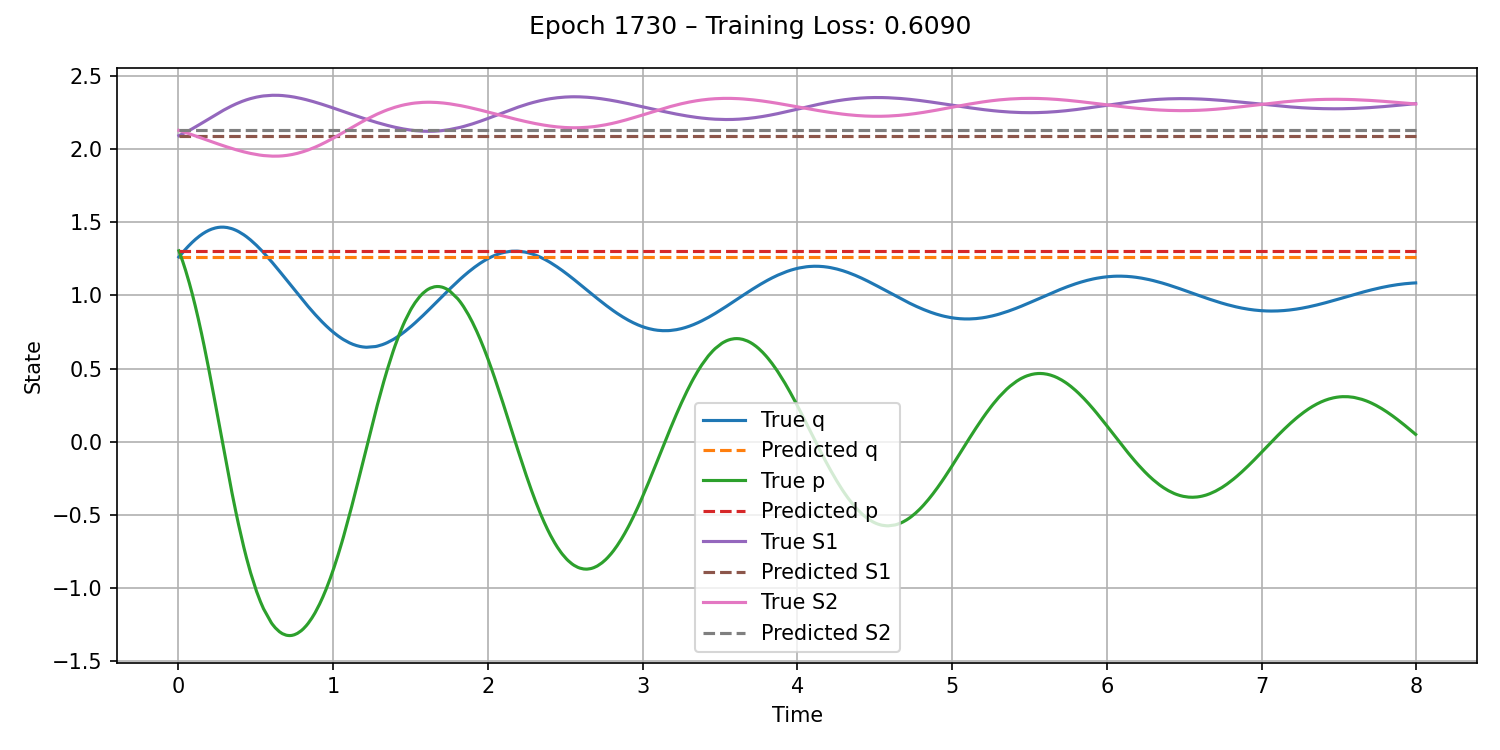 Epoch 1730 – Training Loss: 0.6090
2.5
2.0
1.5
1.0
0.5
0.0
−0.5
−1.0
−1.5
State
True q
Predicted q
True p
Predicted p
True S1
Predicted S1
True S2
Predicted S2
0 1 2 3 4 5 6 7 8
Time